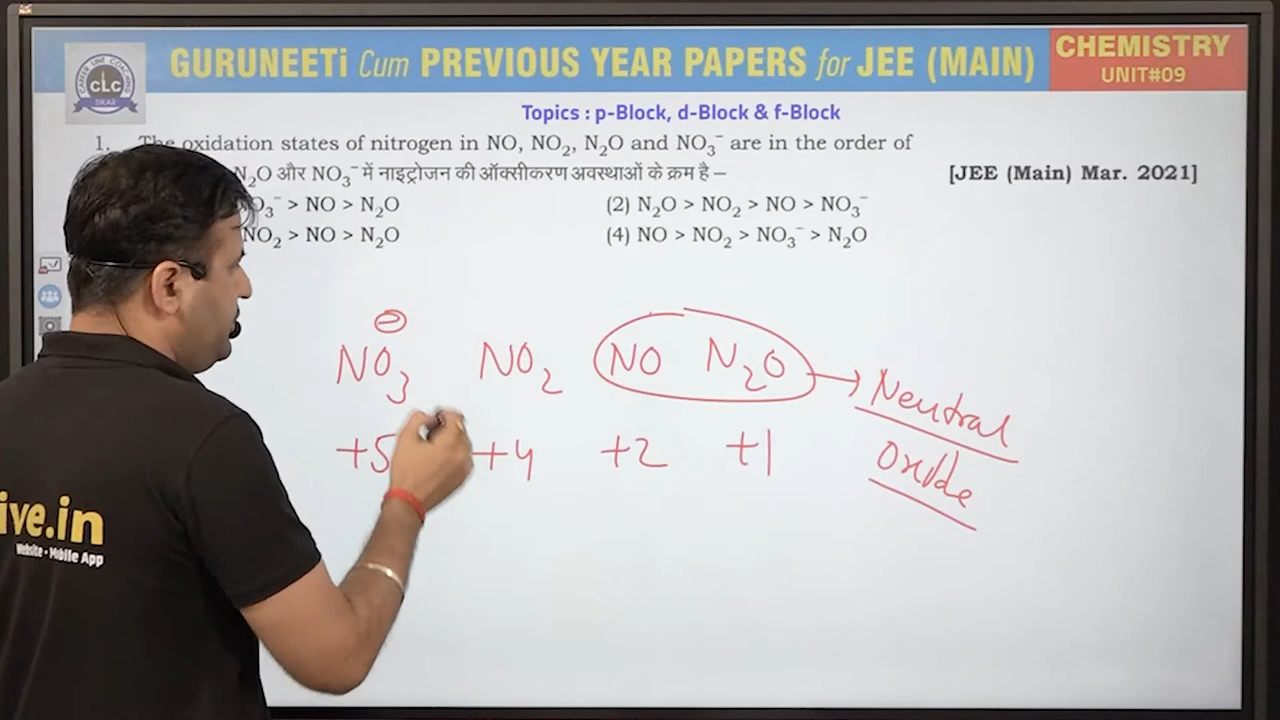 GURUNEETi Cum PREVIOUS YEAR PAPERS for JEE (MAIN)
CHEMISTRY
UNIT#09
CLC
SIKAR
Topics : p-Block, d-Block & f-Block
1. The oxidation states of nitrogen in NO, NO₂, N₂O and NO₃⁻ are in the order of
N₂O और NO₃⁻ में नाइट्रोजन की ऑक्सीकरण अवस्थाओं के क्रम है –
[JEE (Main) Mar. 2021]
O₃⁻ > NO > N₂O
(2) N₂O > NO₂ > NO > NO₃⁻
NO₂ > NO > N₂O
(4) NO > NO₂ > NO₃⁻ > N₂O
NO₃⊖ NO₂ NO N₂O → Neutral
Oxide
+5 +4 +2 +1
ive.in
Website • Mobile App